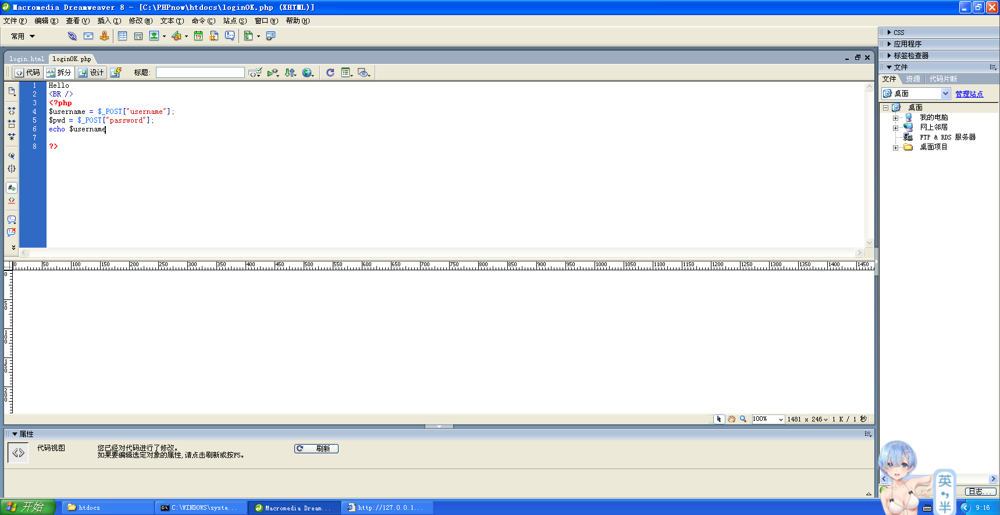 Macromedia Dreamweaver 8 - [C:\PHPnow\htdocs\loginOK.php (XHTML)]
文件(F) 编辑(E) 查看(V) 插入(I) 修改(M) 文本(T) 命令(C) 站点(S) 窗口(W) 帮助(H)
常用
login.html loginOK.php
代码 拆分 设计 标题:
1 Hello
2 <BR />
3 <?php
4 $username = $_POST["username"];
5 $pwd = $_POST["password"];
6 echo $username
7
8 ?>
0 50 100 150 200 250 300 350 400 450 500 550 600 650 700 750 800 850 900 950 1000 1050 1100 1150 1200 1250 1300 1350 1400 1450
0
50
100
150
200
100% 1481 x 246 1 K / 1 秒
属性
代码视图
您已经对代码进行了修改。
如果要编辑选定对象的属性,请点击刷新或按F5。
刷新
CSS
应用程序
标签检查器
文件
文件 资源 代码片断
桌面 管理站点
桌面
我的电脑
网上邻居
FTP & RDS 服务器
桌面项目
日志...
英
半
开始 htdocs C:\WINDOWS\syste... Macromedia Dream... http://127.0.0.1... 9:16
19